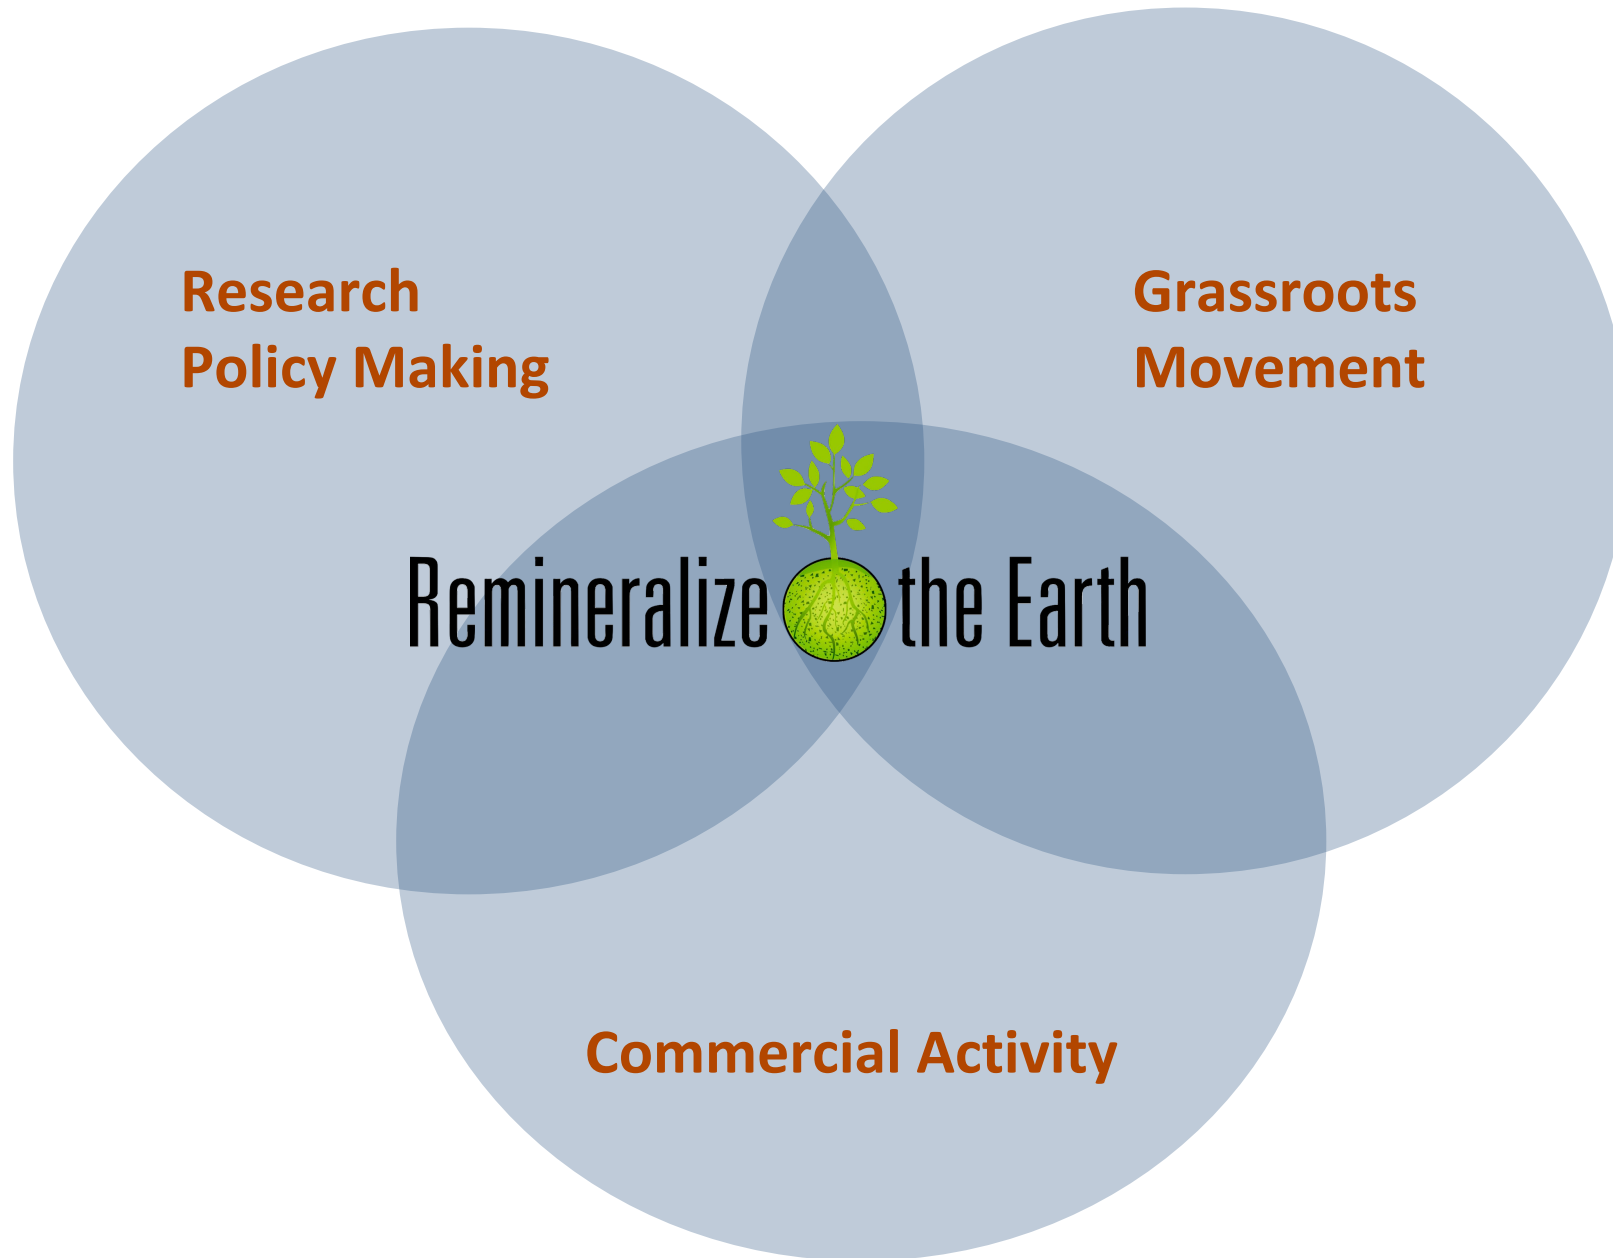 Research
Policy Making
Grassroots
Movement
Remineralize the Earth
Commercial Activity